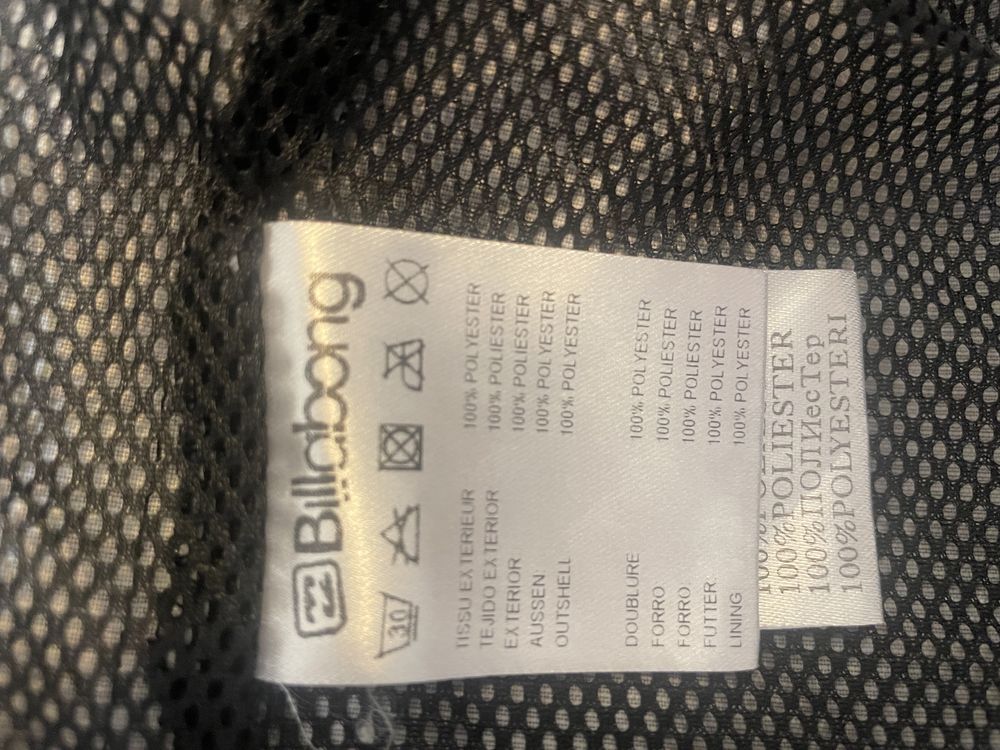 Billabong
30
TISSU EXTERIEUR 100% POLYESTER
TEJIDO EXTERIOR 100% POLIESTER
EXTERIOR 100% POLIESTER
AUSSEN 100% POLYESTER
OUTSHELL 100% POLYESTER
DOUBLURE 100% POLYESTER
FORRO 100% POLIESTER
FORRO 100% POLIESTER
FUTTER 100% POLYESTER
LINING 100% POLYESTER
100%POLIESTER
100%ПОЛИесТер
100%POLYESTERI